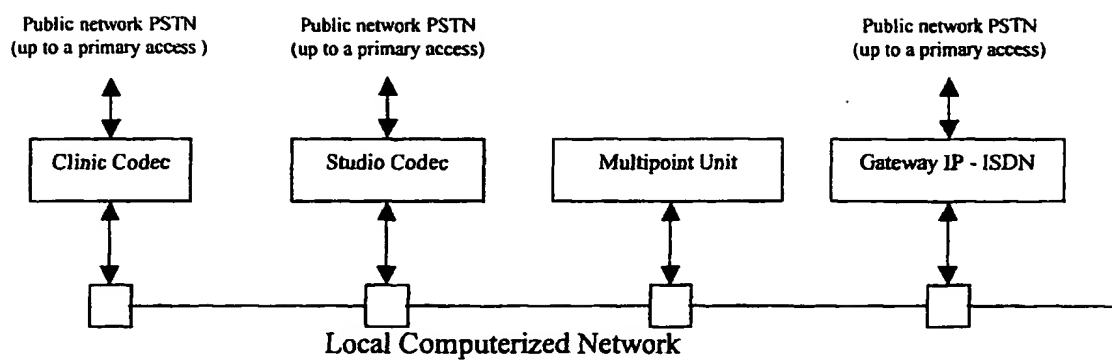 Public network PSTN
(up to a primary access )
Public network PSTN
(up to a primary access)
Public network PSTN
(up to a primary access)
Clinic Codec
Studio Codec
Multipoint Unit
Gateway IP - ISDN
Local Computerized Network